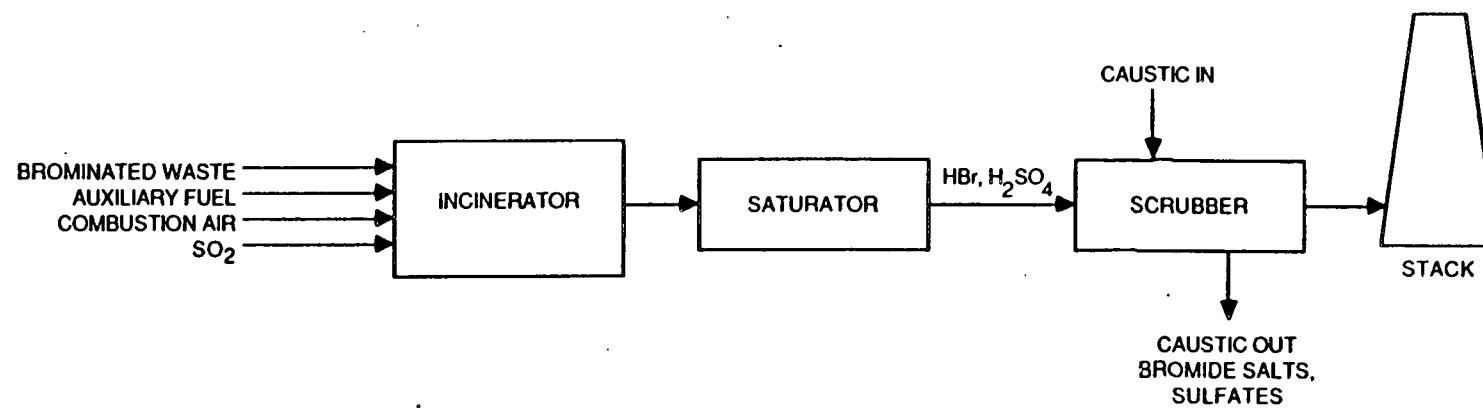 CAUSTIC IN
BROMINATED WASTE
AUXILIARY FUEL
COMBUSTION AIR
SO2
INCINERATOR
SATURATOR
HBr, H2SO4
SCRUBBER
STACK
CAUSTIC OUT
BROMIDE SALTS,
SULFATES